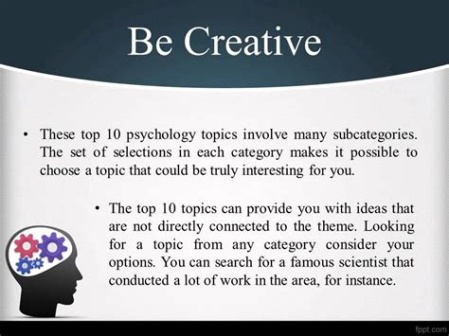 Be Creative
• These top 10 psychology topics involve many subcategories.
The set of selections in each category makes it possible to
choose a topic that could be truly interesting for you.
• The top 10 topics can provide you with ideas that
are not directly connected to the theme. Looking
for a topic from any category consider your
options. You can search for a famous scientist that
conducted a lot of work in the area, for instance.
fppt.com